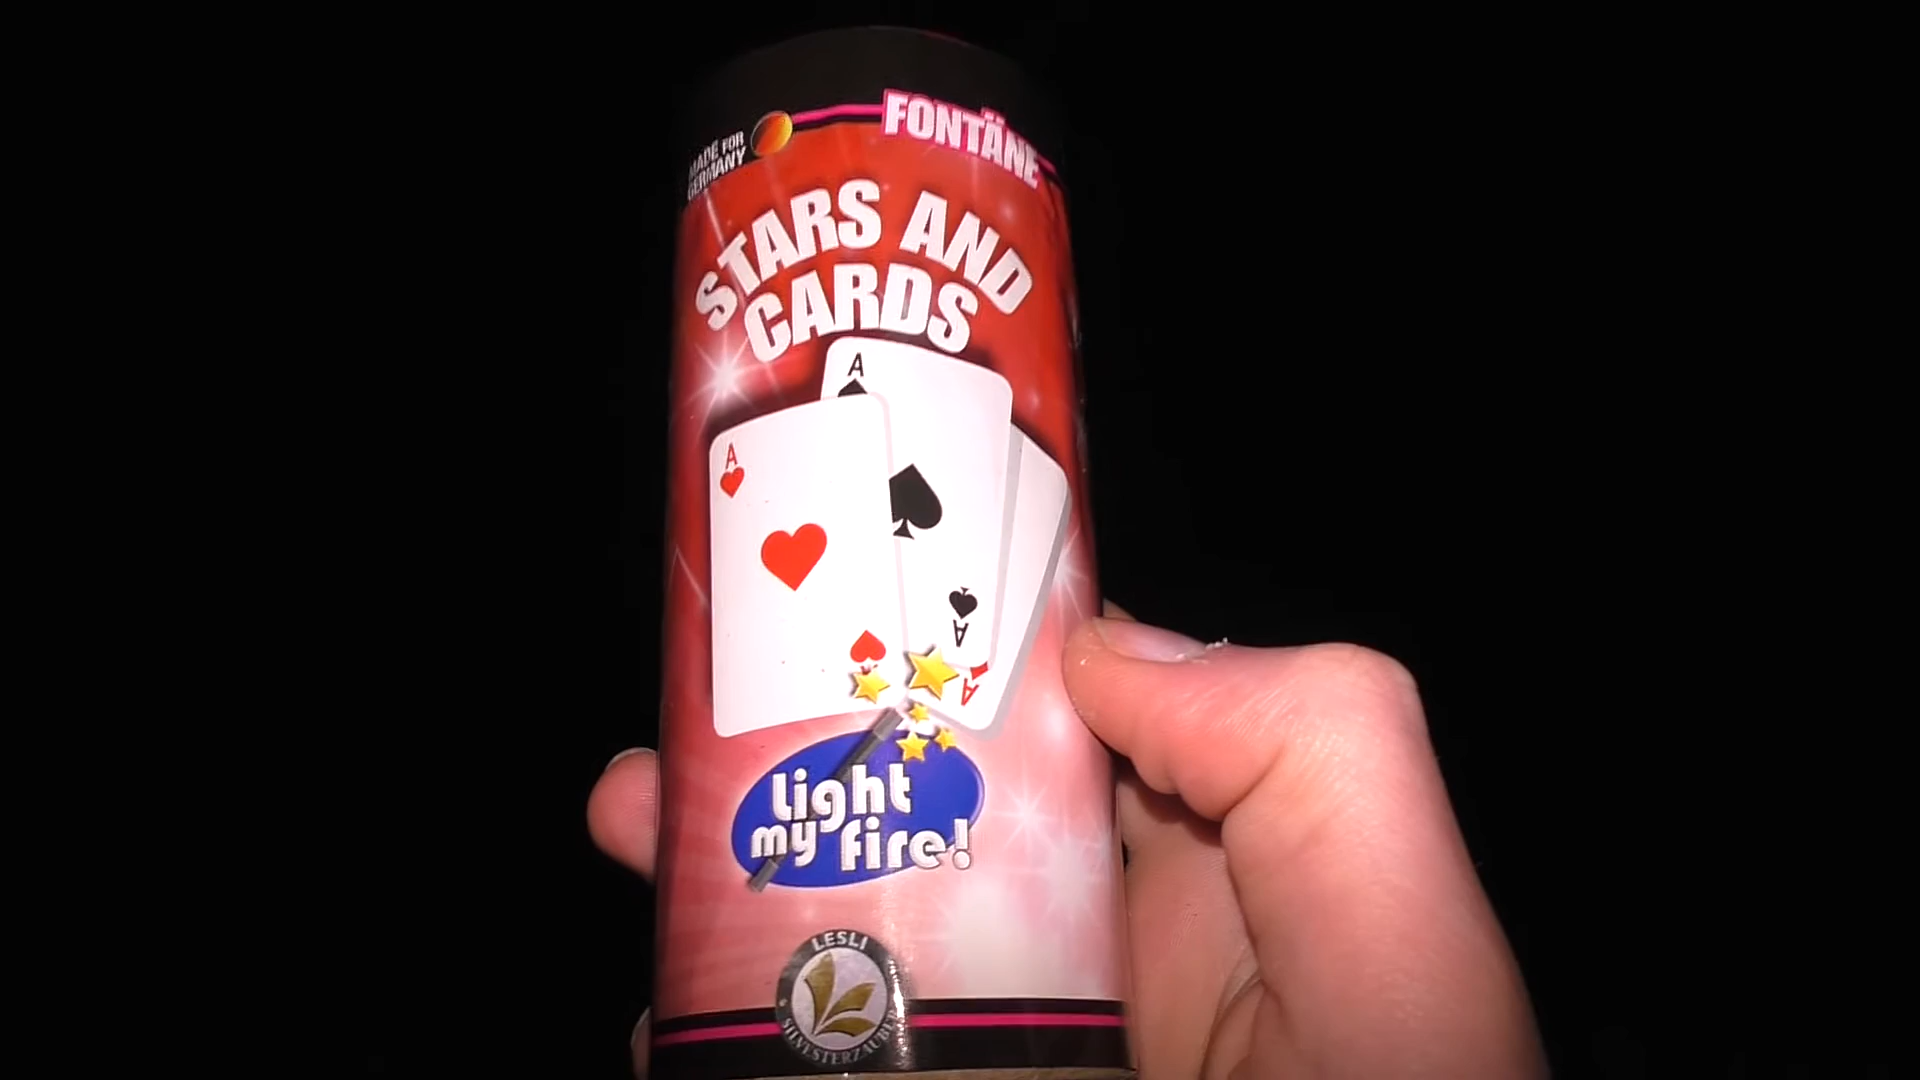 MADE FOR
GERMANY
FONTÄNE
STARS AND
CARDS
A
A
A
A
Light
my fire!
LESLI
SILVESTERZAUBER